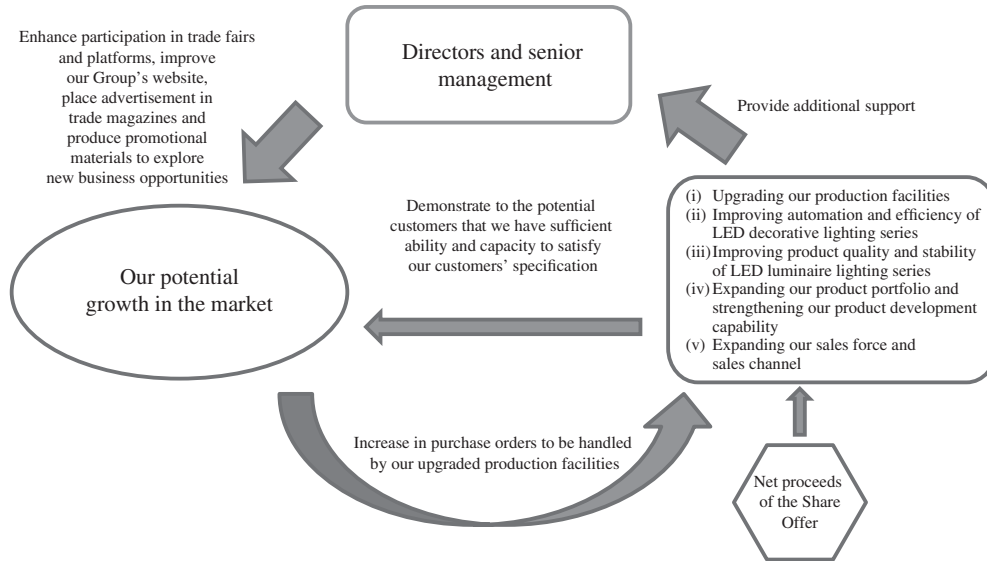 Enhance participation in trade fairs
and platforms, improve
our Group's website,
place advertisement in
trade magazines and
produce promotional
materials to explore
new business opportunities
Directors and senior
management
Provide additional support
Demonstrate to the potential
customers that we have sufficient
ability and capacity to satisfy
our customers' specification
Our potential
growth in the market
(i) Upgrading our production facilities
(ii) Improving automation and efficiency of
LED decorative lighting series
(iii) Improving product quality and stability
of LED luminaire lighting series
(iv) Expanding our product portfolio and
strengthening our product development
capability
(v) Expanding our sales force and
sales channel
Increase in purchase orders to be handled
by our upgraded production facilities
Net proceeds
of the Share
Offer